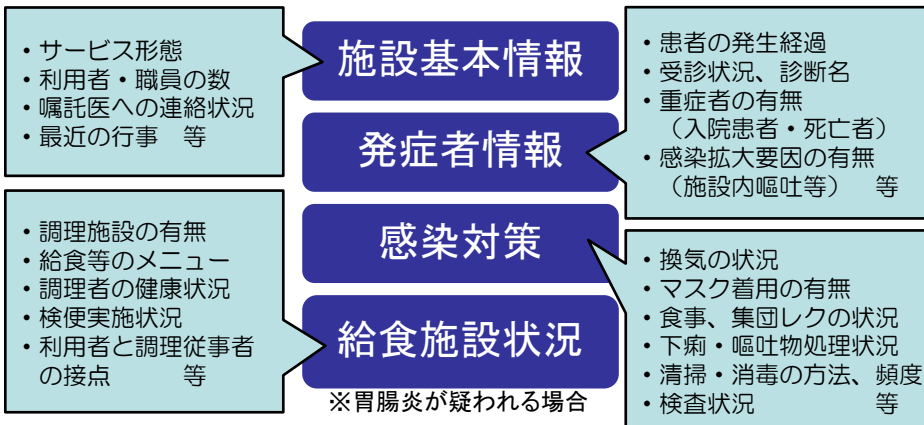 施設基本情報
・サービス形態
・利用者・職員の数
・嘱託医への連絡状況
・最近の行事　等
発症者情報
・患者の発生経過
・受診状況、診断名
・重症者の有無
（入院患者・死亡者）
・感染拡大要因の有無
（施設内嘔吐等）　等
感染対策
・換気の状況
・マスク着用の有無
・食事、集団レクの状況
・下痢・嘔吐物処理状況
・清掃・消毒の方法、頻度
・検査状況　等
給食施設状況
※胃腸炎が疑われる場合
・調理施設の有無
・給食等のメニュー
・調理者の健康状況
・検便実施状況
・利用者と調理従事者
の接点　等